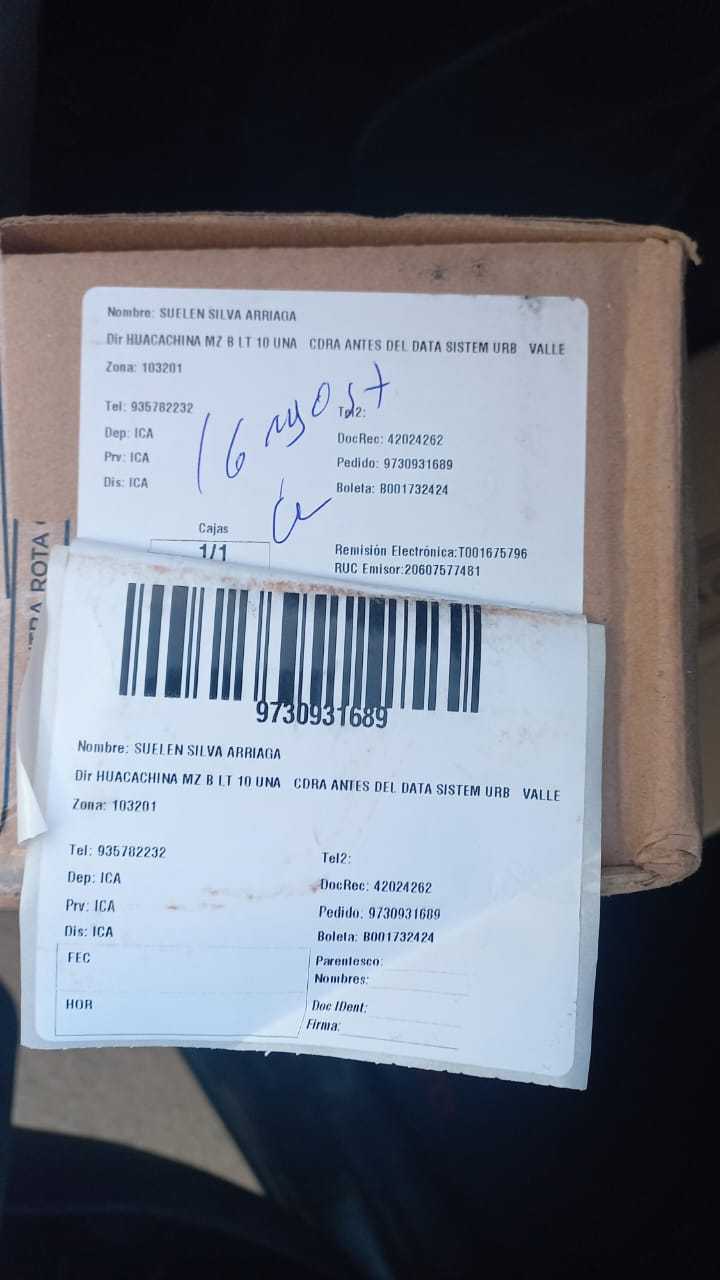 Nombre: SUELEN SILVA ARRIAGA
Dir HUACACHINA MZ B LT 10 UNA CDRA ANTES DEL DATA SISTEM URB VALLE
Zona: 103201
Tel: 935782232
Tel2:
Dep: ICA
DocRec: 42024262
Prv: ICA
Pedido: 9730931689
Dis: ICA
Boleta: B001732424
16
Cajas
1/1
Remisión Electrónica:T001675796
RUC Emisor:20607577481
ROTA
9730931689
Nombre: SUELEN SILVA ARRIAGA
Dir HUACACHINA MZ B LT 10 UNA CDRA ANTES DEL DATA SISTEM URB VALLE
Zona: 103201
Tel: 935782232
Tel2:
Dep: ICA
DocRec: 42024262
Prv: ICA
Pedido: 9730931689
Dis: ICA
Boleta: B001732424
FEC
Parentesco:
Nombres:
HOR
Doc IDent:
Firma: